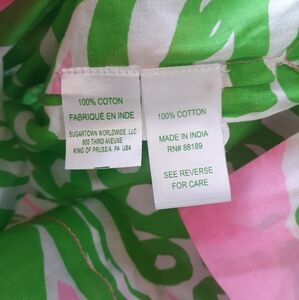 100% COTON
FABRIQUÉ EN INDE
SUGARTOWN WORLDWIDE, LLC
800 THIRD AVEUNE
KING OF PRUSSIA, PA USA
100% COTTON
MADE IN INDIA
RN# 88189
SEE REVERSE
FOR CARE